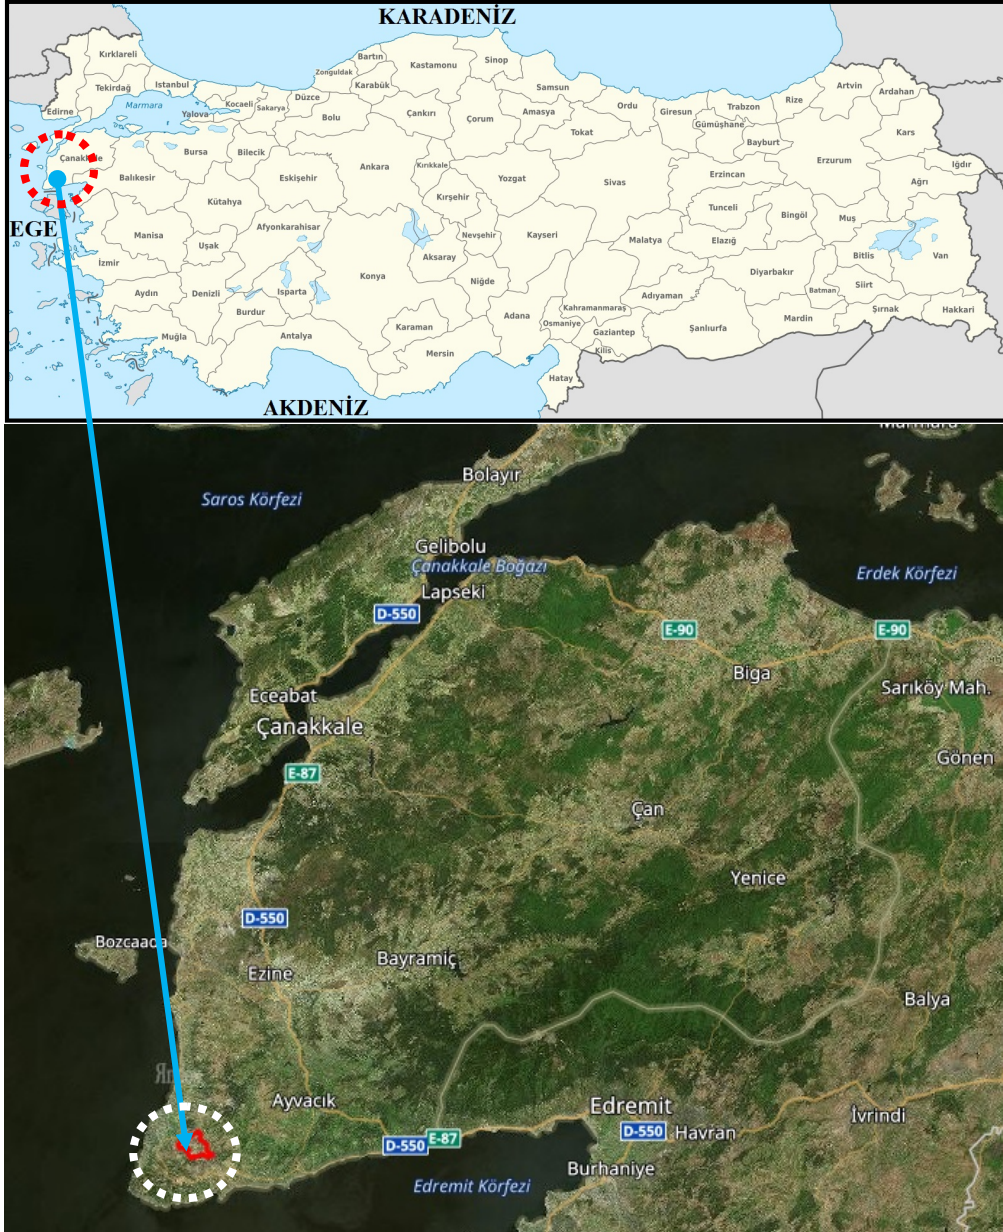 KARADENİZ
Kırklareli
Tekirdağ
Istanbul
Edirne
Marmara
Yalova
Kocaeli
Sakarya
Düzce
Zonguldak
Bartın
Karabük
Kastamonu
Sinop
Samsun
Bolu
Çankırı
Çorum
Amasya
Tokat
Ordu
Giresun
Gümüşhane
Trabzon
Rize
Bayburt
Artvin
Ardahan
Kars
Iğdır
Çanakkale
Balıkesir
Bursa
Bilecik
Eskişehir
Kütahya
Ankara
Kırıkkale
Kırşehir
Yozgat
Sivas
Erzincan
Erzurum
Ağrı
EGE
Manisa
Uşak
Afyonkarahisar
İzmir
Aydın
Denizli
Isparta
Burdur
Muğla
Antalya
Konya
Aksaray
Nevşehir
Niğde
Kayseri
Karaman
Mersin
Adana
Malatya
Kahramanmaraş
Osmaniye
Gaziantep
Kilis
Hatay
Adıyaman
Şanlıurfa
Tunceli
Elazığ
Bingöl
Muş
Bitlis
Van
Diyarbakır
Batman
Siirt
Mardin
Şırnak
Hakkari
AKDENİZ
Marmara
Bolayır
Saros Körfezi
Gelibolu
Çanakkale Boğazı
Erdek Körfezi
Lapseki
D-550
E-90
E-90
Biga
Sarıköy Mah.
Eceabat
Çanakkale
Gönen
E-87
Çan
Yenice
D-550
Bozcaada
Bayramiç
Ezine
Balya
Ayvacık
Edremit
İvrindi
D-550
E-87
D-550
Havran
Burhaniye
Edremit Körfezi